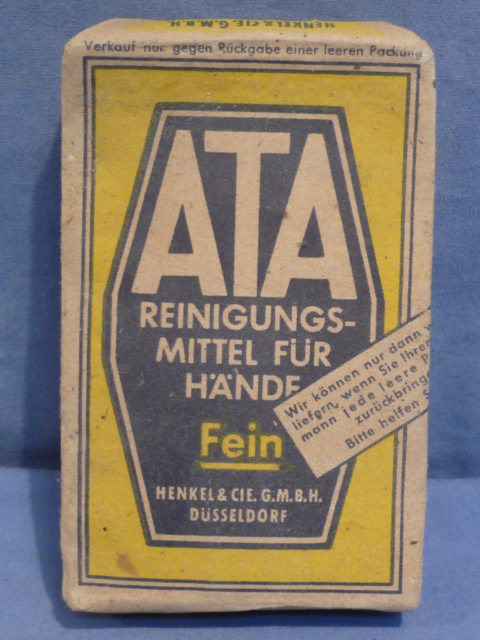 HENKEL & CIE. G.M.B.H
Verkauf nur gegen Rückgabe einer leeren Packung
ATA
REINIGUNGS-
MITTEL FÜR
HÄNDE
Wir können nur dann
liefern, wenn Sie Ihrem
mann jede leere
zurückbring
Bitte helfen
Fein
HENKEL & CIE. G.M.B.H.
DÜSSELDORF